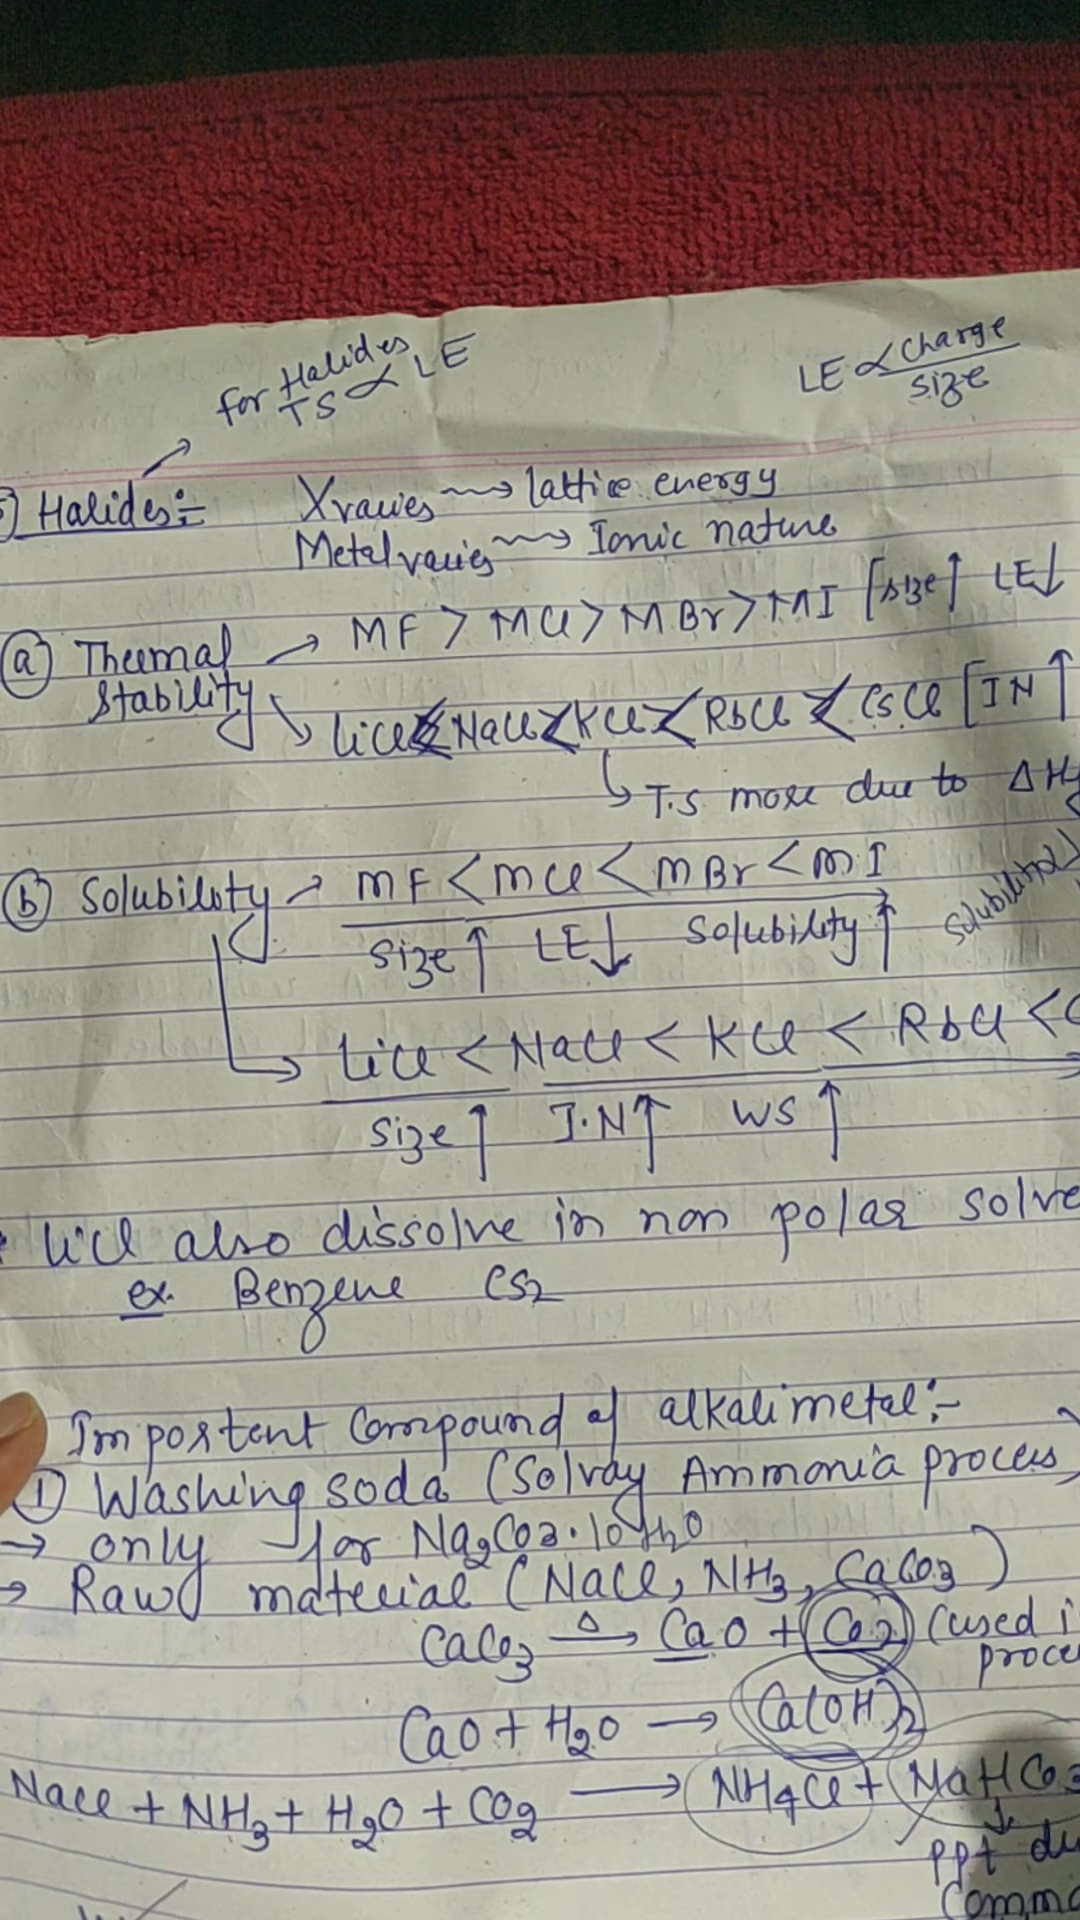 for Halides
TS ∝ LE
LE ∝ charge
size
Halides:-
X varies ⟿ lattice energy
Metal varies ⟿ Ionic nature
(a) Thermal stability → MF > MCl > MBr > MI [size↑ LE↓
↘ LiCl < NaCl < KCl < RbCl < CsCl [IN↑
↳ T.S more due to ΔHf
(b) Solubility → MF < MCl < MBr < MI
Size↑ LE↓ Solubility↑
→ LiCl < NaCl < KCl < RbCl < C
Size↑ I.N↑ WS↑
LiCl also dissolve in non polar solve
ex. Benzene CS2
Important Compound of alkali metal:-
① Washing soda (Solvay Ammonia process)
→ only for Na2CO3·10H2O
→ Raw material (NaCl, NH3, CaCO3)
CaCO3 —Δ→ CaO + CO2 (used i
proce
CaO + H2O → Ca(OH)2
NaCl + NH3 + H2O + CO2 → NH4Cl + NaHCO3
↓
ppt du
Commo